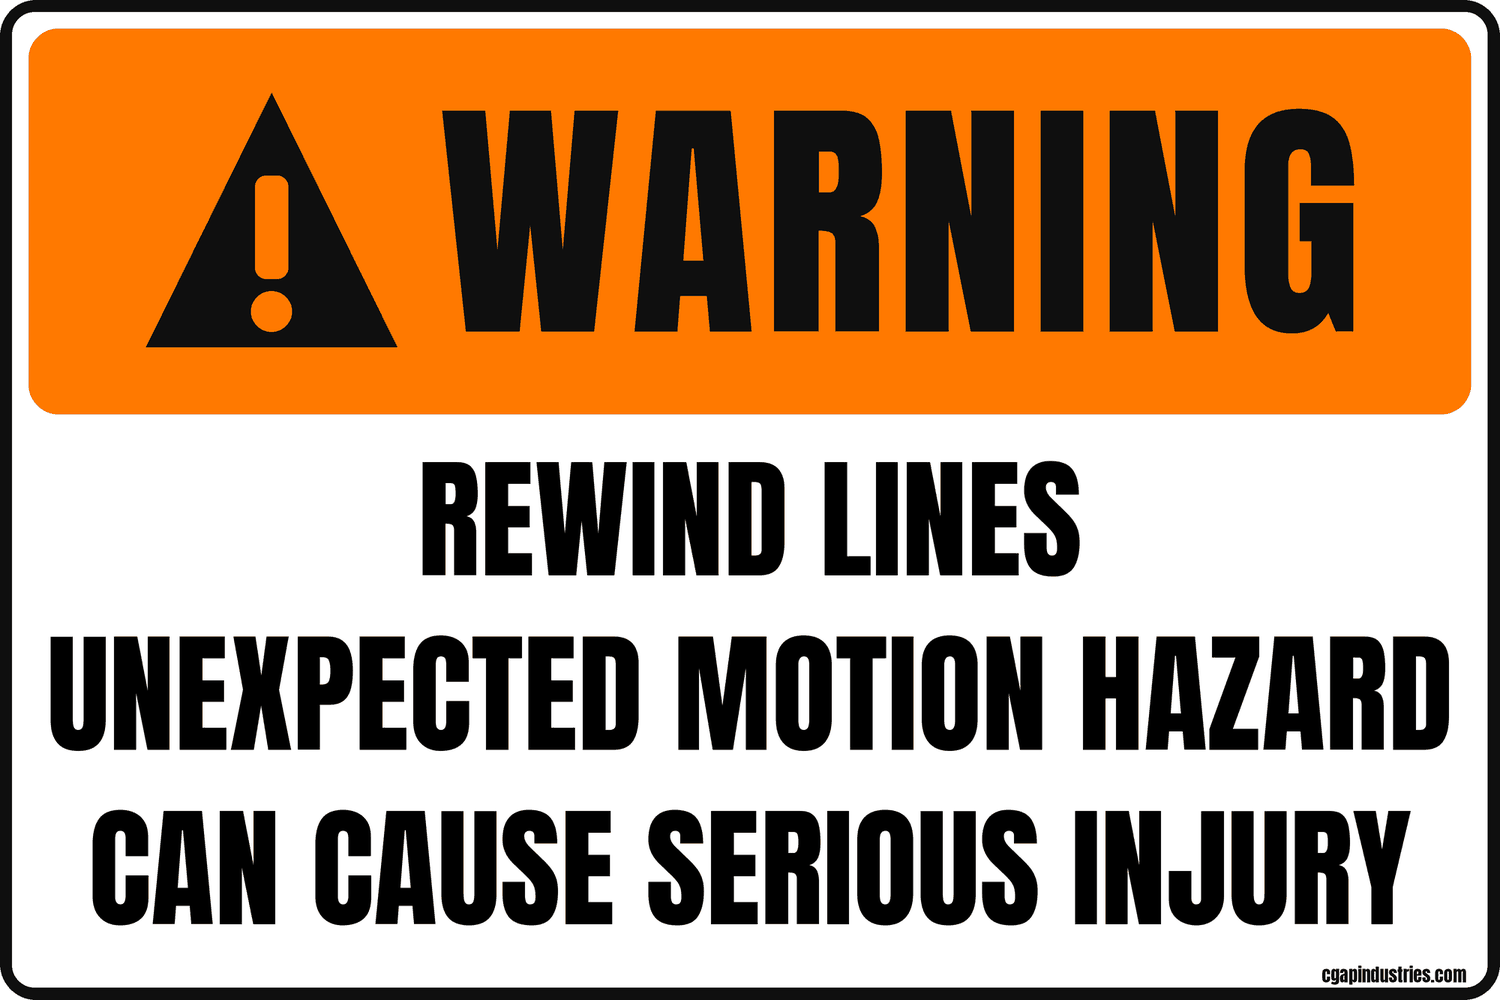 WARNING
REWIND LINES
UNEXPECTED MOTION HAZARD
CAN CAUSE SERIOUS INJURY
cgapindustries.com